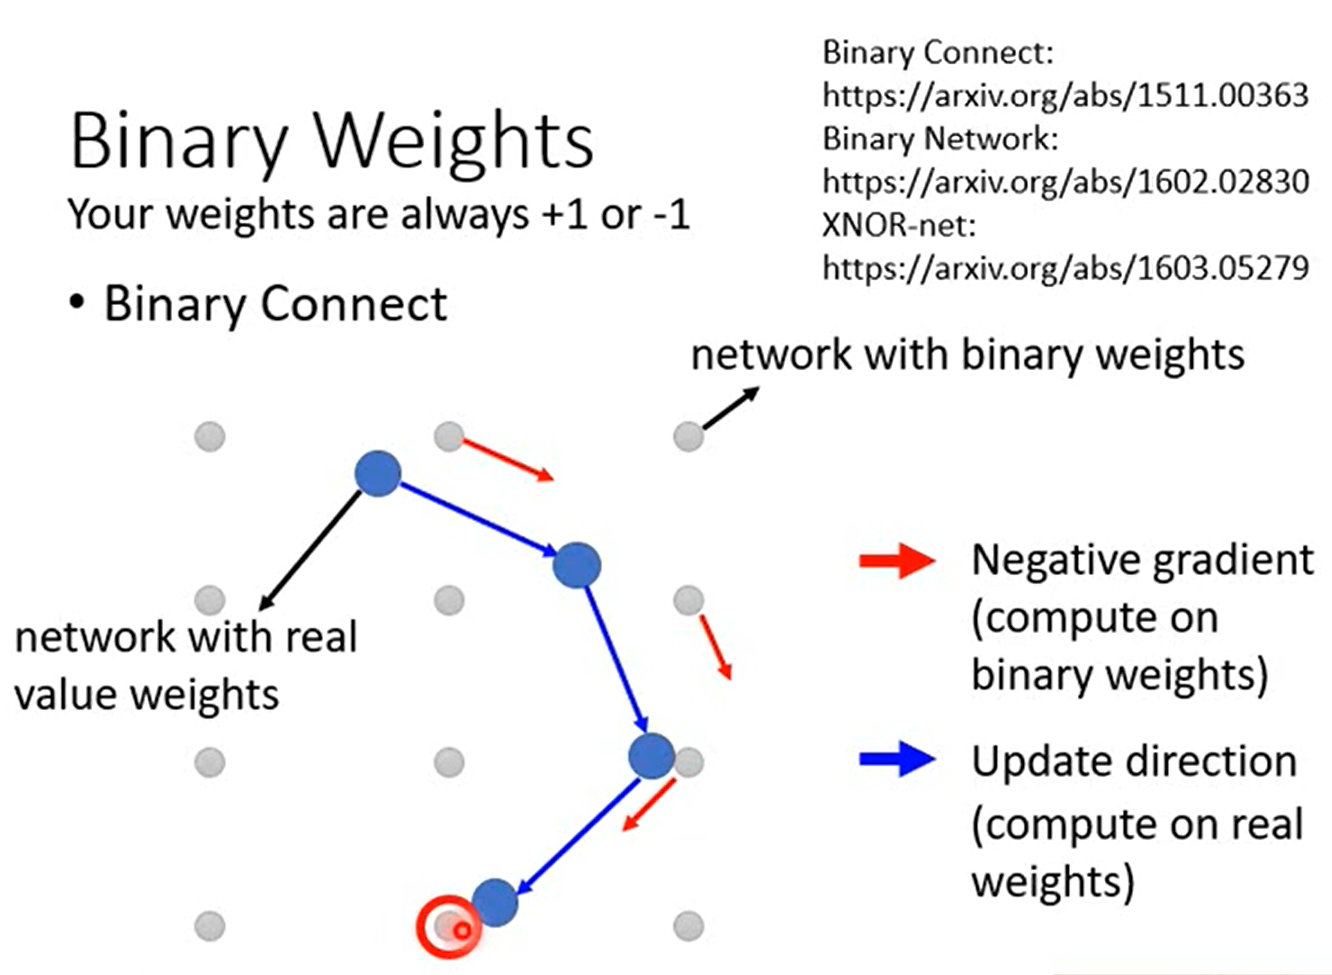 Binary Connect:
https://arxiv.org/abs/1511.00363
Binary Network:
https://arxiv.org/abs/1602.02830
XNOR-net:
https://arxiv.org/abs/1603.05279
Binary Weights
Your weights are always +1 or -1
• Binary Connect
network with binary weights
network with real
value weights
Negative gradient
(compute on
binary weights)
Update direction
(compute on real
weights)